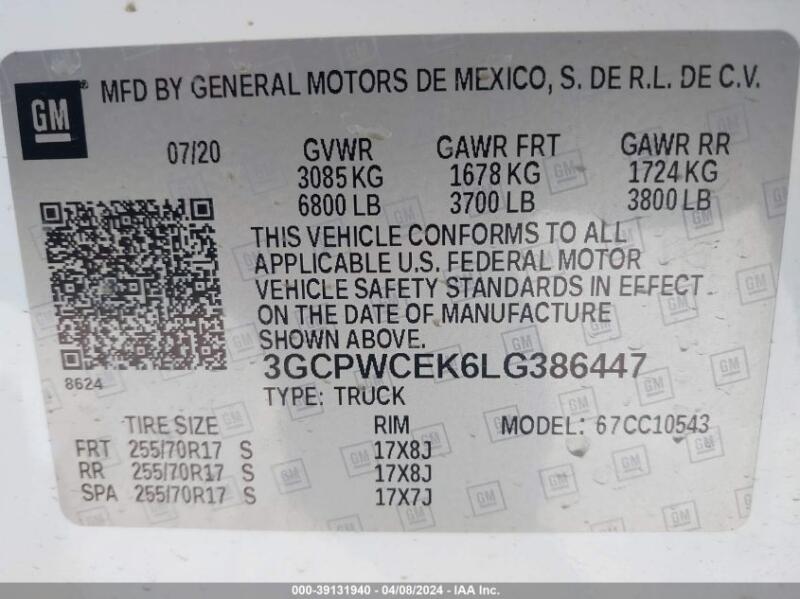 GM
MFD BY GENERAL MOTORS DE MEXICO, S. DE R.L. DE C.V.
07/20 GVWR GAWR FRT GAWR RR
3085 KG 1678 KG 1724 KG
6800 LB 3700 LB 3800 LB
THIS VEHICLE CONFORMS TO ALL
APPLICABLE U.S. FEDERAL MOTOR
VEHICLE SAFETY STANDARDS IN EFFECT
ON THE DATE OF MANUFACTURE
SHOWN ABOVE.
8624
3GCPWCEK6LG386447
TYPE: TRUCK
TIRE SIZE RIM MODEL: 67CC10543
FRT 255/70R17 S 17X8J
RR 255/70R17 S 17X8J
SPA 255/70R17 S 17X7J
000-39131940 - 04/08/2024 - IAA Inc.